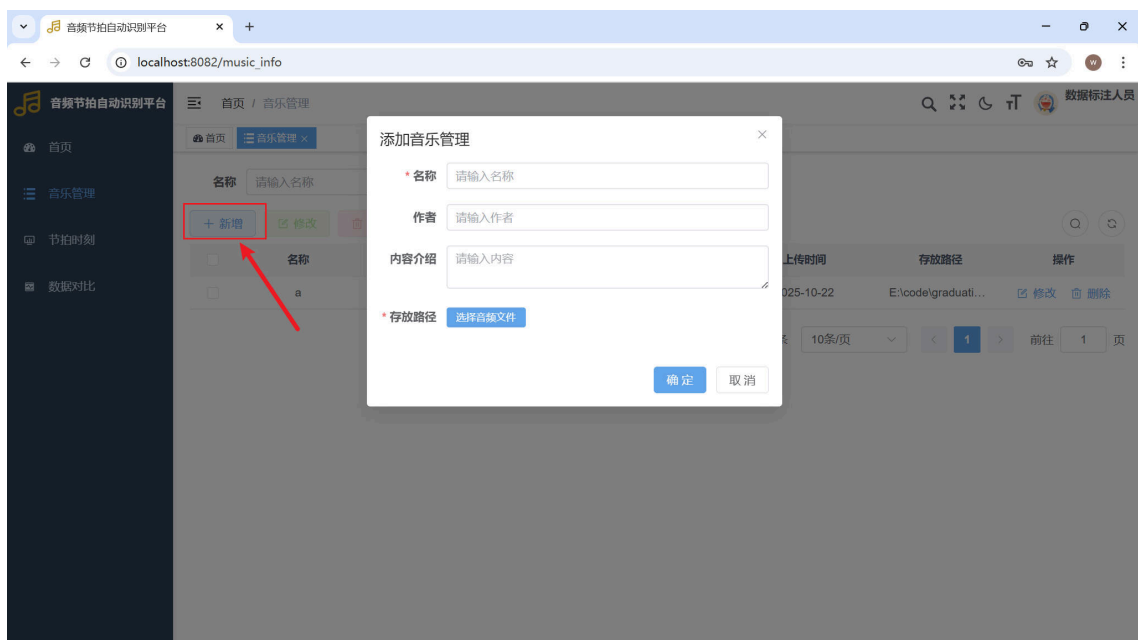 音频节拍自动识别平台
localhost:8082/music_info
W
音频节拍自动识别平台
首页 / 音乐管理
数据标注人员
首页
音乐管理
节拍时刻
数据对比
首页
音乐管理 ×
名称 请输入名称
+ 新增
修改
添加音乐管理
* 名称 请输入名称
作者 请输入作者
内容介绍 请输入内容
* 存放路径 选择音频文件
确定 取消
名称 上传时间 存放路径 操作
a 025-10-22 E:\code\graduati... 修改 删除
10条/页 < 1 > 前往 1 页